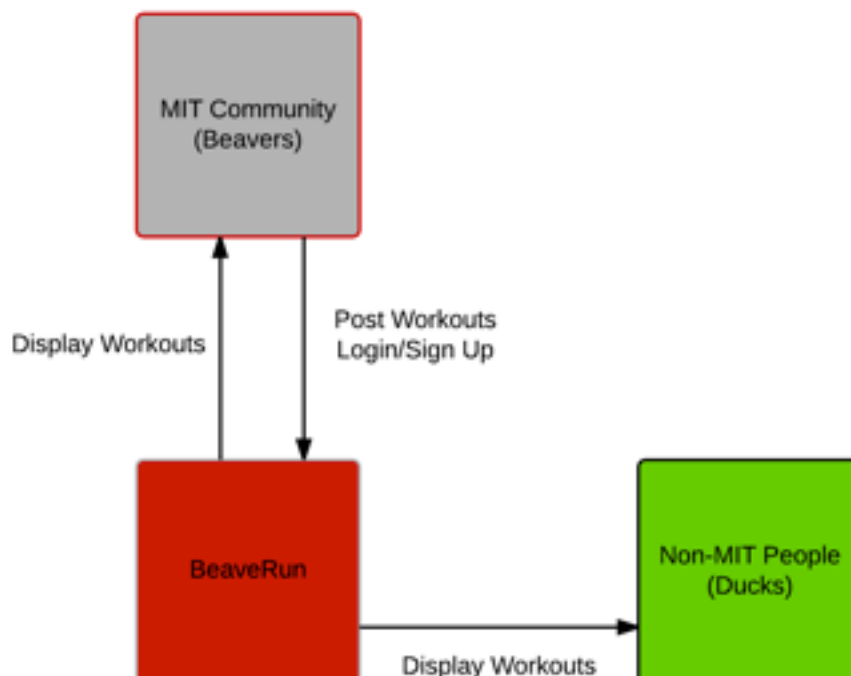 MIT Community
(Beavers)
Display Workouts
Post Workouts
Login/Sign Up
BeaveRun
Non-MIT People
(Ducks)
Display Workouts